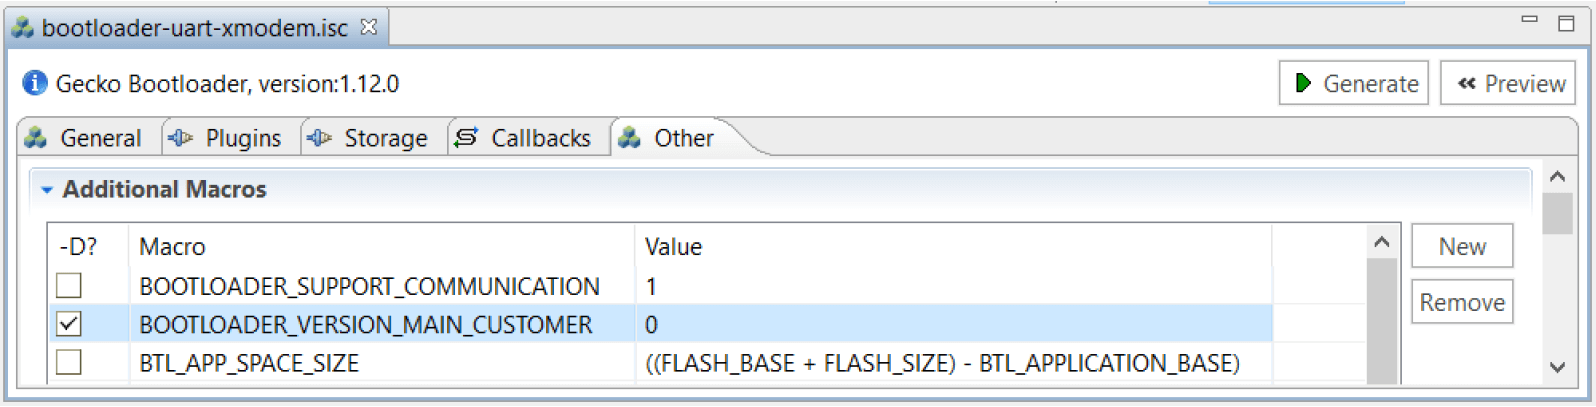 bootloader-uart-xmodem.isc
Gecko Bootloader, version:1.12.0
Generate
Preview
General
Plugins
Storage
Callbacks
Other
Additional Macros
-D? Macro Value
BOOTLOADER_SUPPORT_COMMUNICATION 1
BOOTLOADER_VERSION_MAIN_CUSTOMER 0
BTL_APP_SPACE_SIZE ((FLASH_BASE + FLASH_SIZE) - BTL_APPLICATION_BASE)
New
Remove